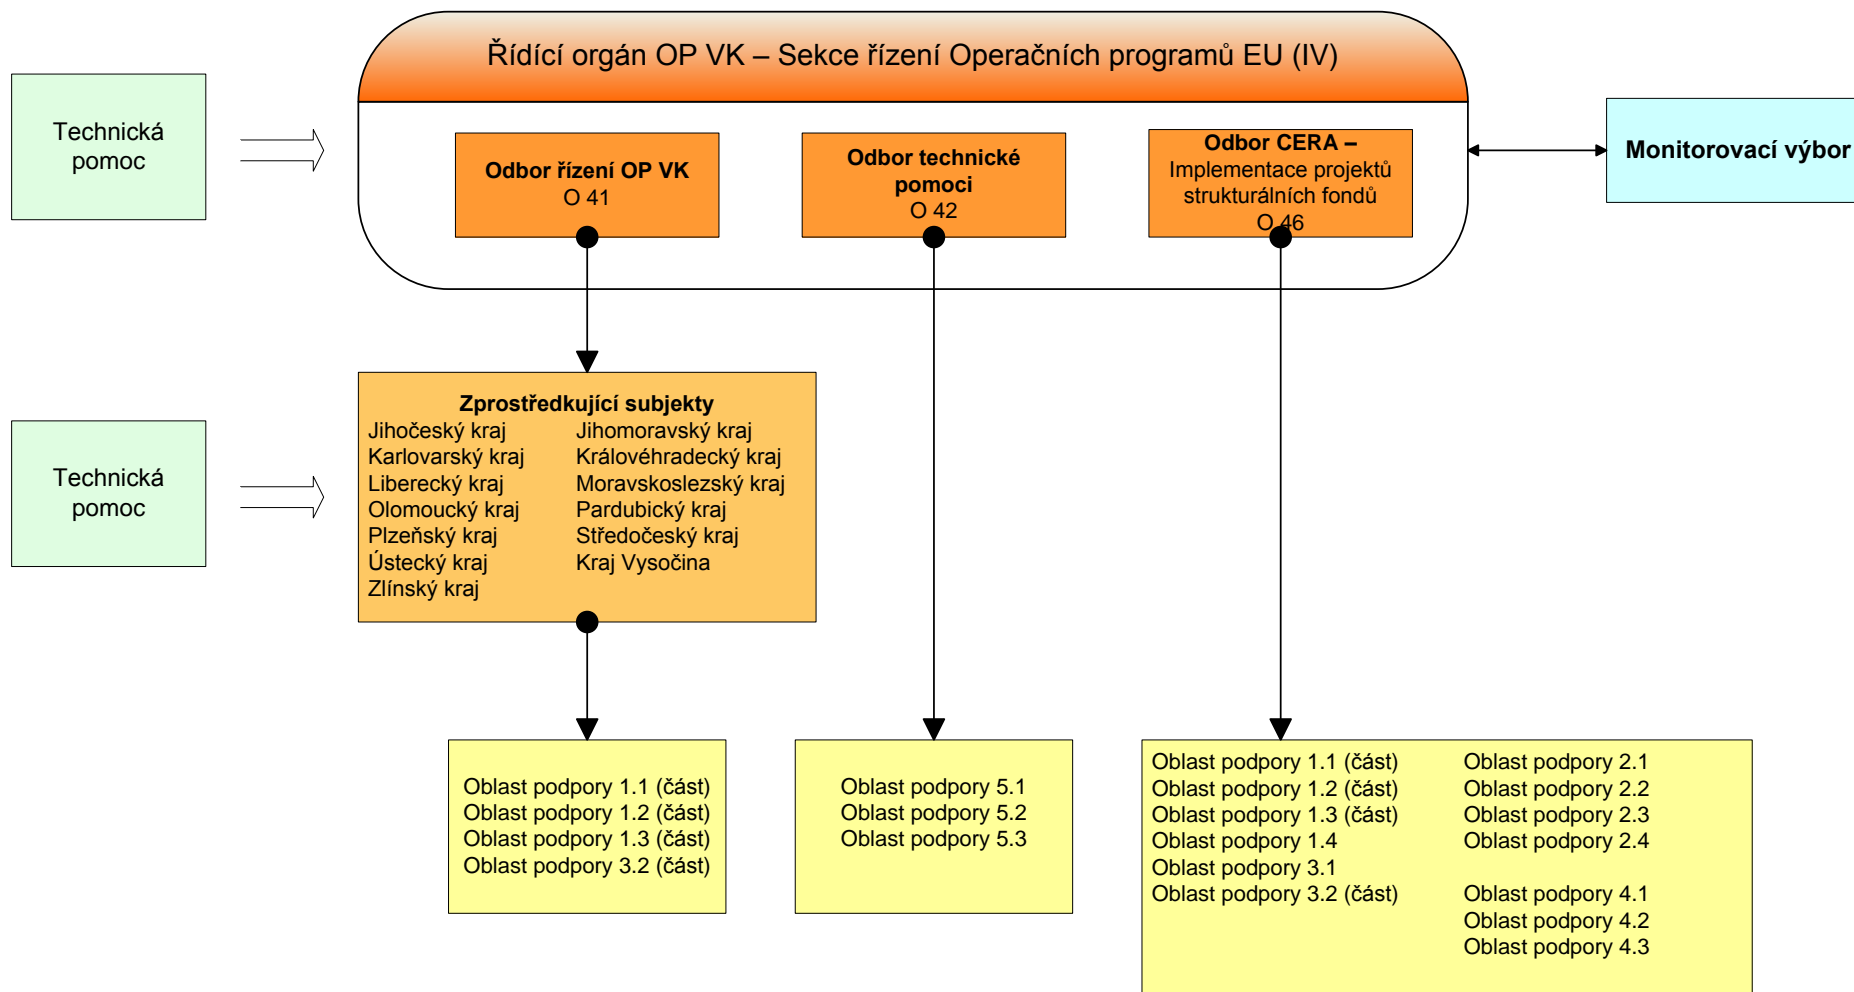 Řídící orgán OP VK – Sekce řízení Operačních programů EU (IV)
Technická
pomoc
Odbor řízení OP VK
O 41
Odbor technické
pomoci
O 42
Odbor CERA –
Implementace projektů
strukturálních fondů
O 46
Monitorovací výbor
Technická
pomoc
Zprostředkující subjekty
Jihočeský kraj
Karlovarský kraj
Liberecký kraj
Olomoucký kraj
Plzeňský kraj
Ústecký kraj
Zlínský kraj
Jihomoravský kraj
Královéhradecký kraj
Moravskoslezský kraj
Pardubický kraj
Středočeský kraj
Kraj Vysočina
Oblast podpory 1.1 (část)
Oblast podpory 1.2 (část)
Oblast podpory 1.3 (část)
Oblast podpory 3.2 (část)
Oblast podpory 5.1
Oblast podpory 5.2
Oblast podpory 5.3
Oblast podpory 1.1 (část)
Oblast podpory 1.2 (část)
Oblast podpory 1.3 (část)
Oblast podpory 1.4
Oblast podpory 3.1
Oblast podpory 3.2 (část)
Oblast podpory 2.1
Oblast podpory 2.2
Oblast podpory 2.3
Oblast podpory 2.4
Oblast podpory 4.1
Oblast podpory 4.2
Oblast podpory 4.3